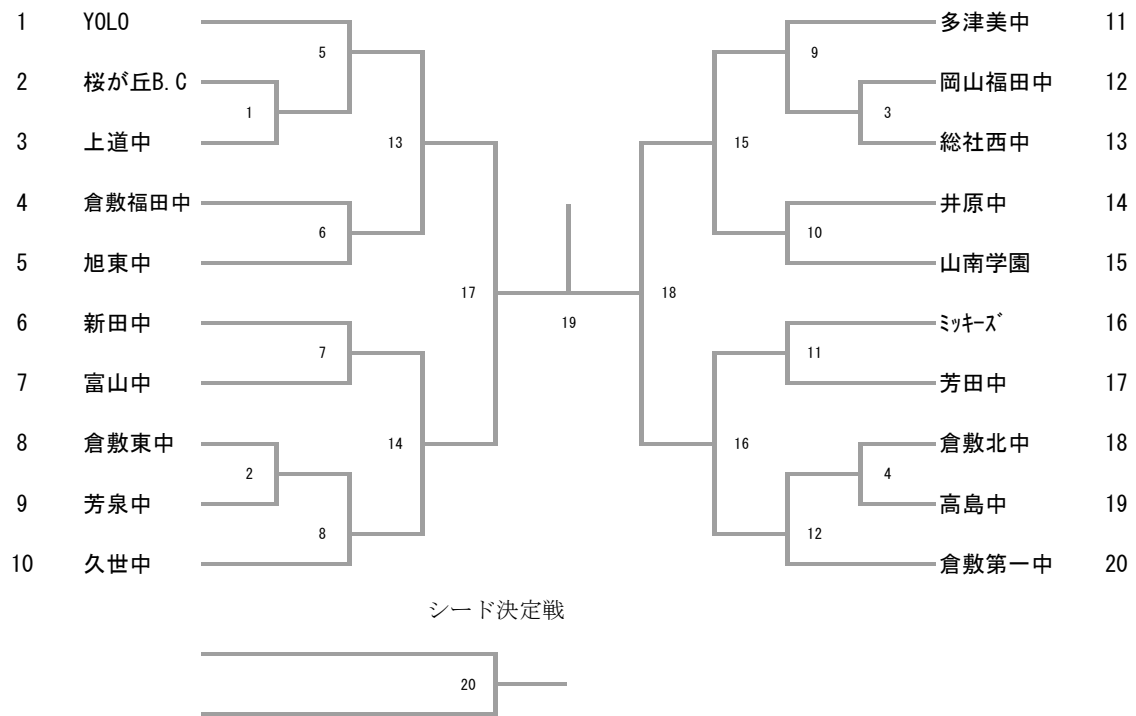 1 YOLO 多津美中 11
5 9
2 桜が丘B.C 岡山福田中 12
1 3
3 上道中 13 15 総社西中 13
4 倉敷福田中 井原中 14
6 10
5 旭東中 山南学園 15
17 18
6 新田中 19 ﾐｯｷｰｽﾞ 16
7 11
7 富山中 芳田中 17
8 倉敷東中 14 16 倉敷北中 18
2 4
9 芳泉中 高島中 19
8 12
10 久世中 倉敷第一中 20
シード決定戦
20